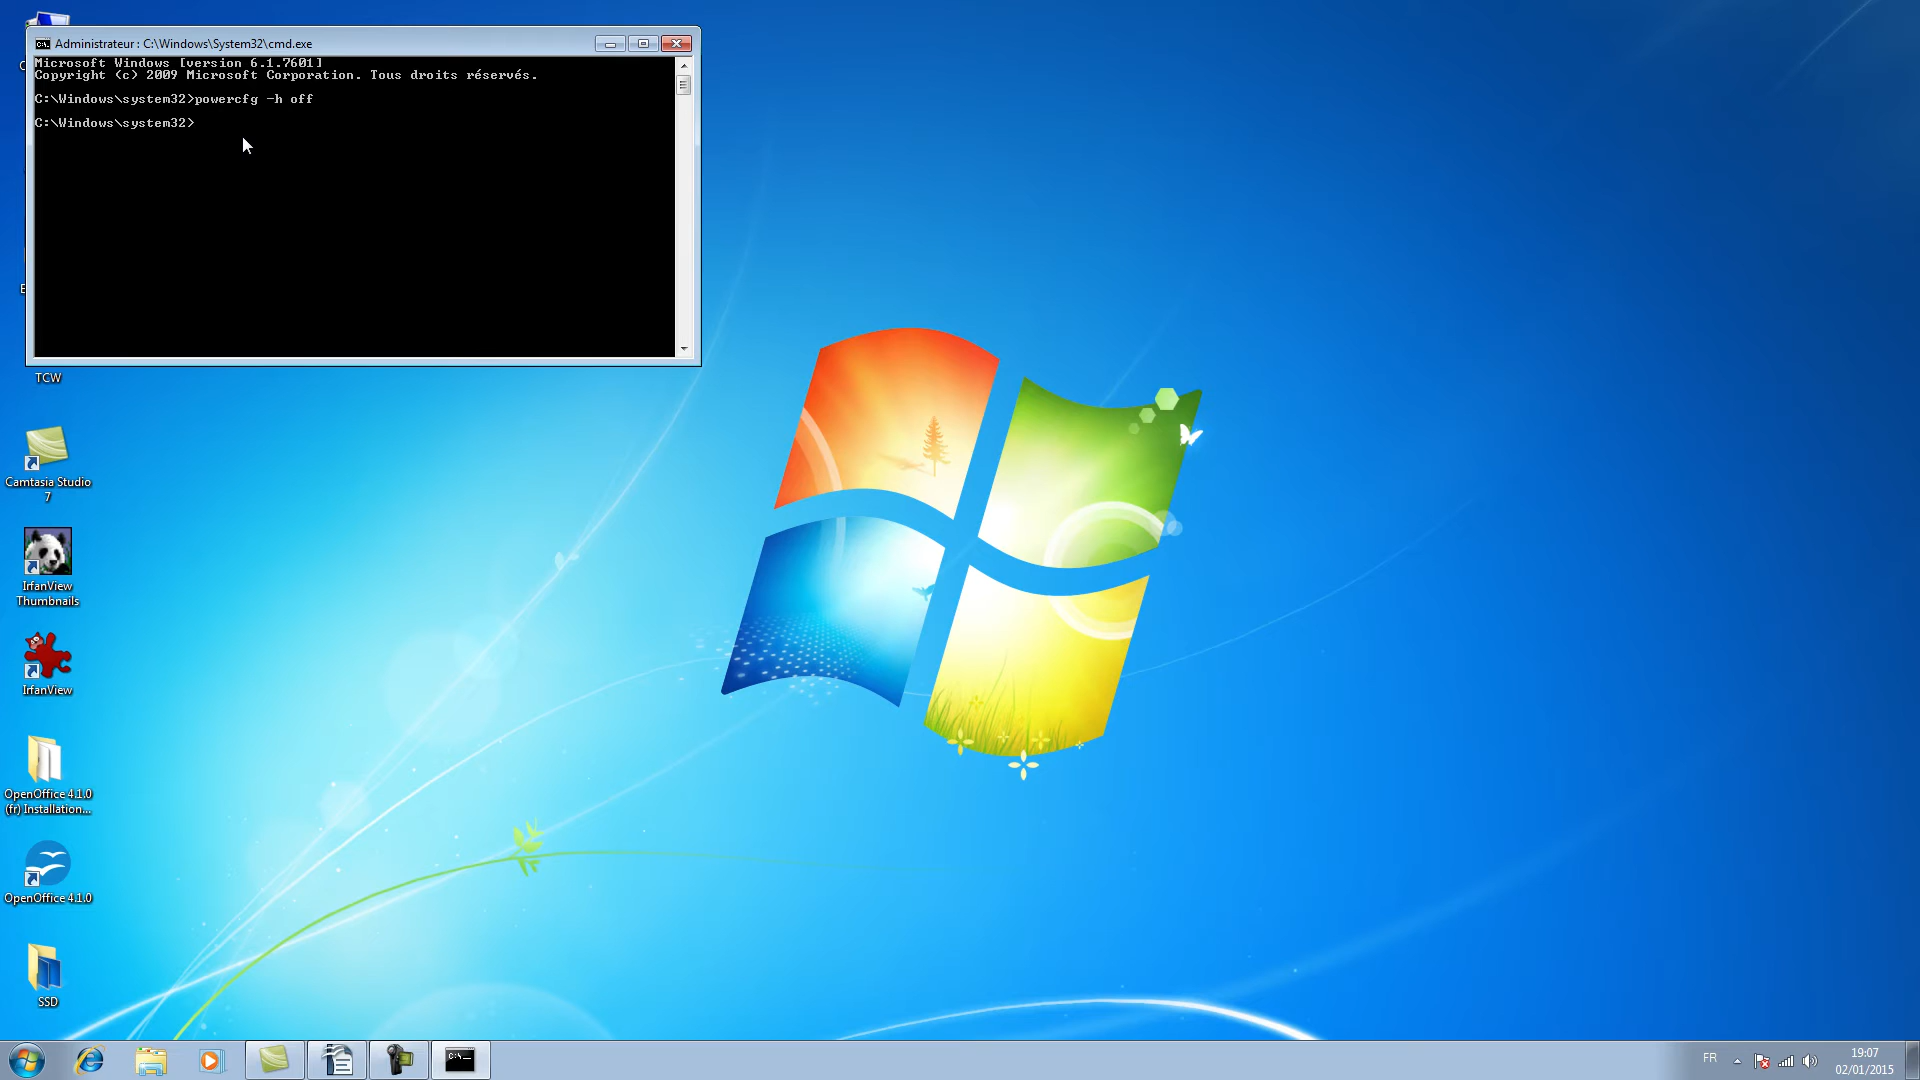 Administrateur : C:\Windows\System32\cmd.exe
Microsoft Windows [version 6.1.7601]
Copyright (c) 2009 Microsoft Corporation. Tous droits réservés.
C:\Windows\system32>powercfg -h off
C:\Windows\system32>
TCW
Camtasia Studio
7
IrfanView
Thumbnails
IrfanView
OpenOffice 4.1.0
(fr) Installation...
OpenOffice 4.1.0
SSD
C:\_
FR
19:07
02/01/2015